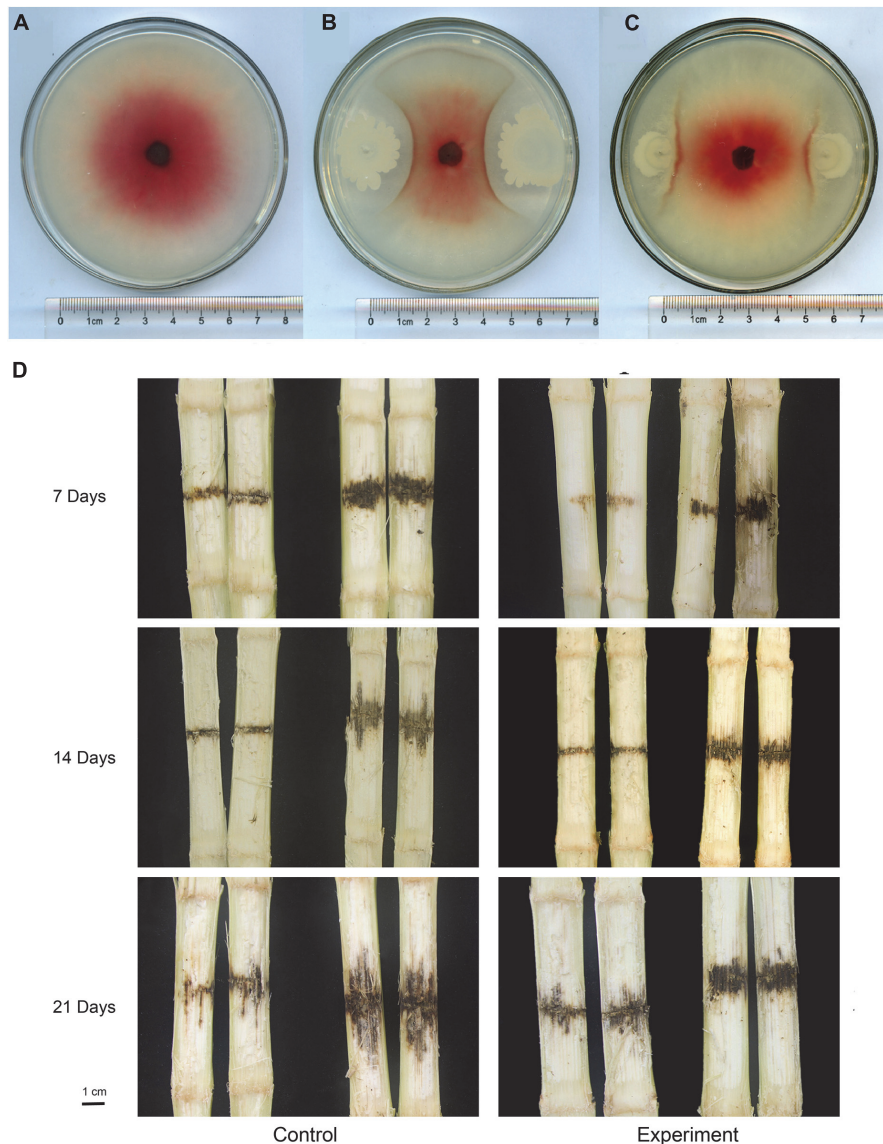 A B C
0 1cm 2 3 4 5 6 7 8
0 1cm 2 3 4 5 6 7 8
0 1cm 2 3 4 5 6 7
D
7 Days
14 Days
21 Days
1 cm
Control Experiment